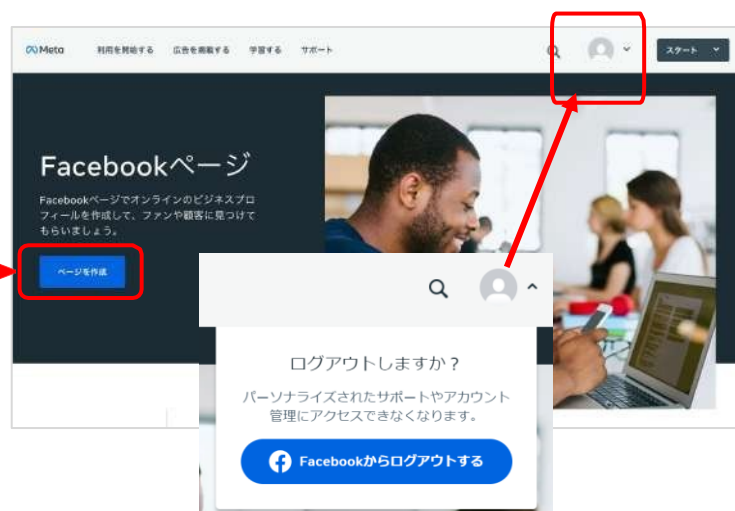 Meta
利用を開始する
広告を掲載する
学習する
サポート
スタート
Facebookページ
Facebookページでオンラインのビジネスプロ
フィールを作成して、ファンや顧客に見つけて
もらいましょう。
ページを作成
ログアウトしますか？
パーソナライズされたサポートやアカウント
管理にアクセスできなくなります。
Facebookからログアウトする